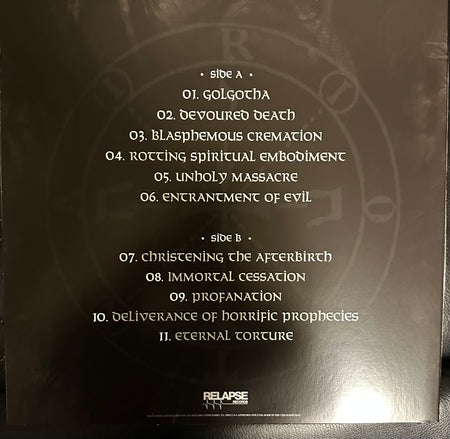 • SIDE A •
01. GOLGOTHA
02. DEVOURED DEATH
03. BLASPHEMOUS CREMATION
04. ROTTING SPIRITUAL EMBODIMENT
05. UNHOLY MASSACRE
06. ENTRANTMENT OF EVIL
• SIDE B •
07. CHRISTENING THE AFTERBIRTH
08. IMMORTAL CESSATION
09. PROFANATION
10. DELIVERANCE OF HORRIFIC PROPHECIES
11. ETERNAL TORTURE
RELAPSE
RECORDS